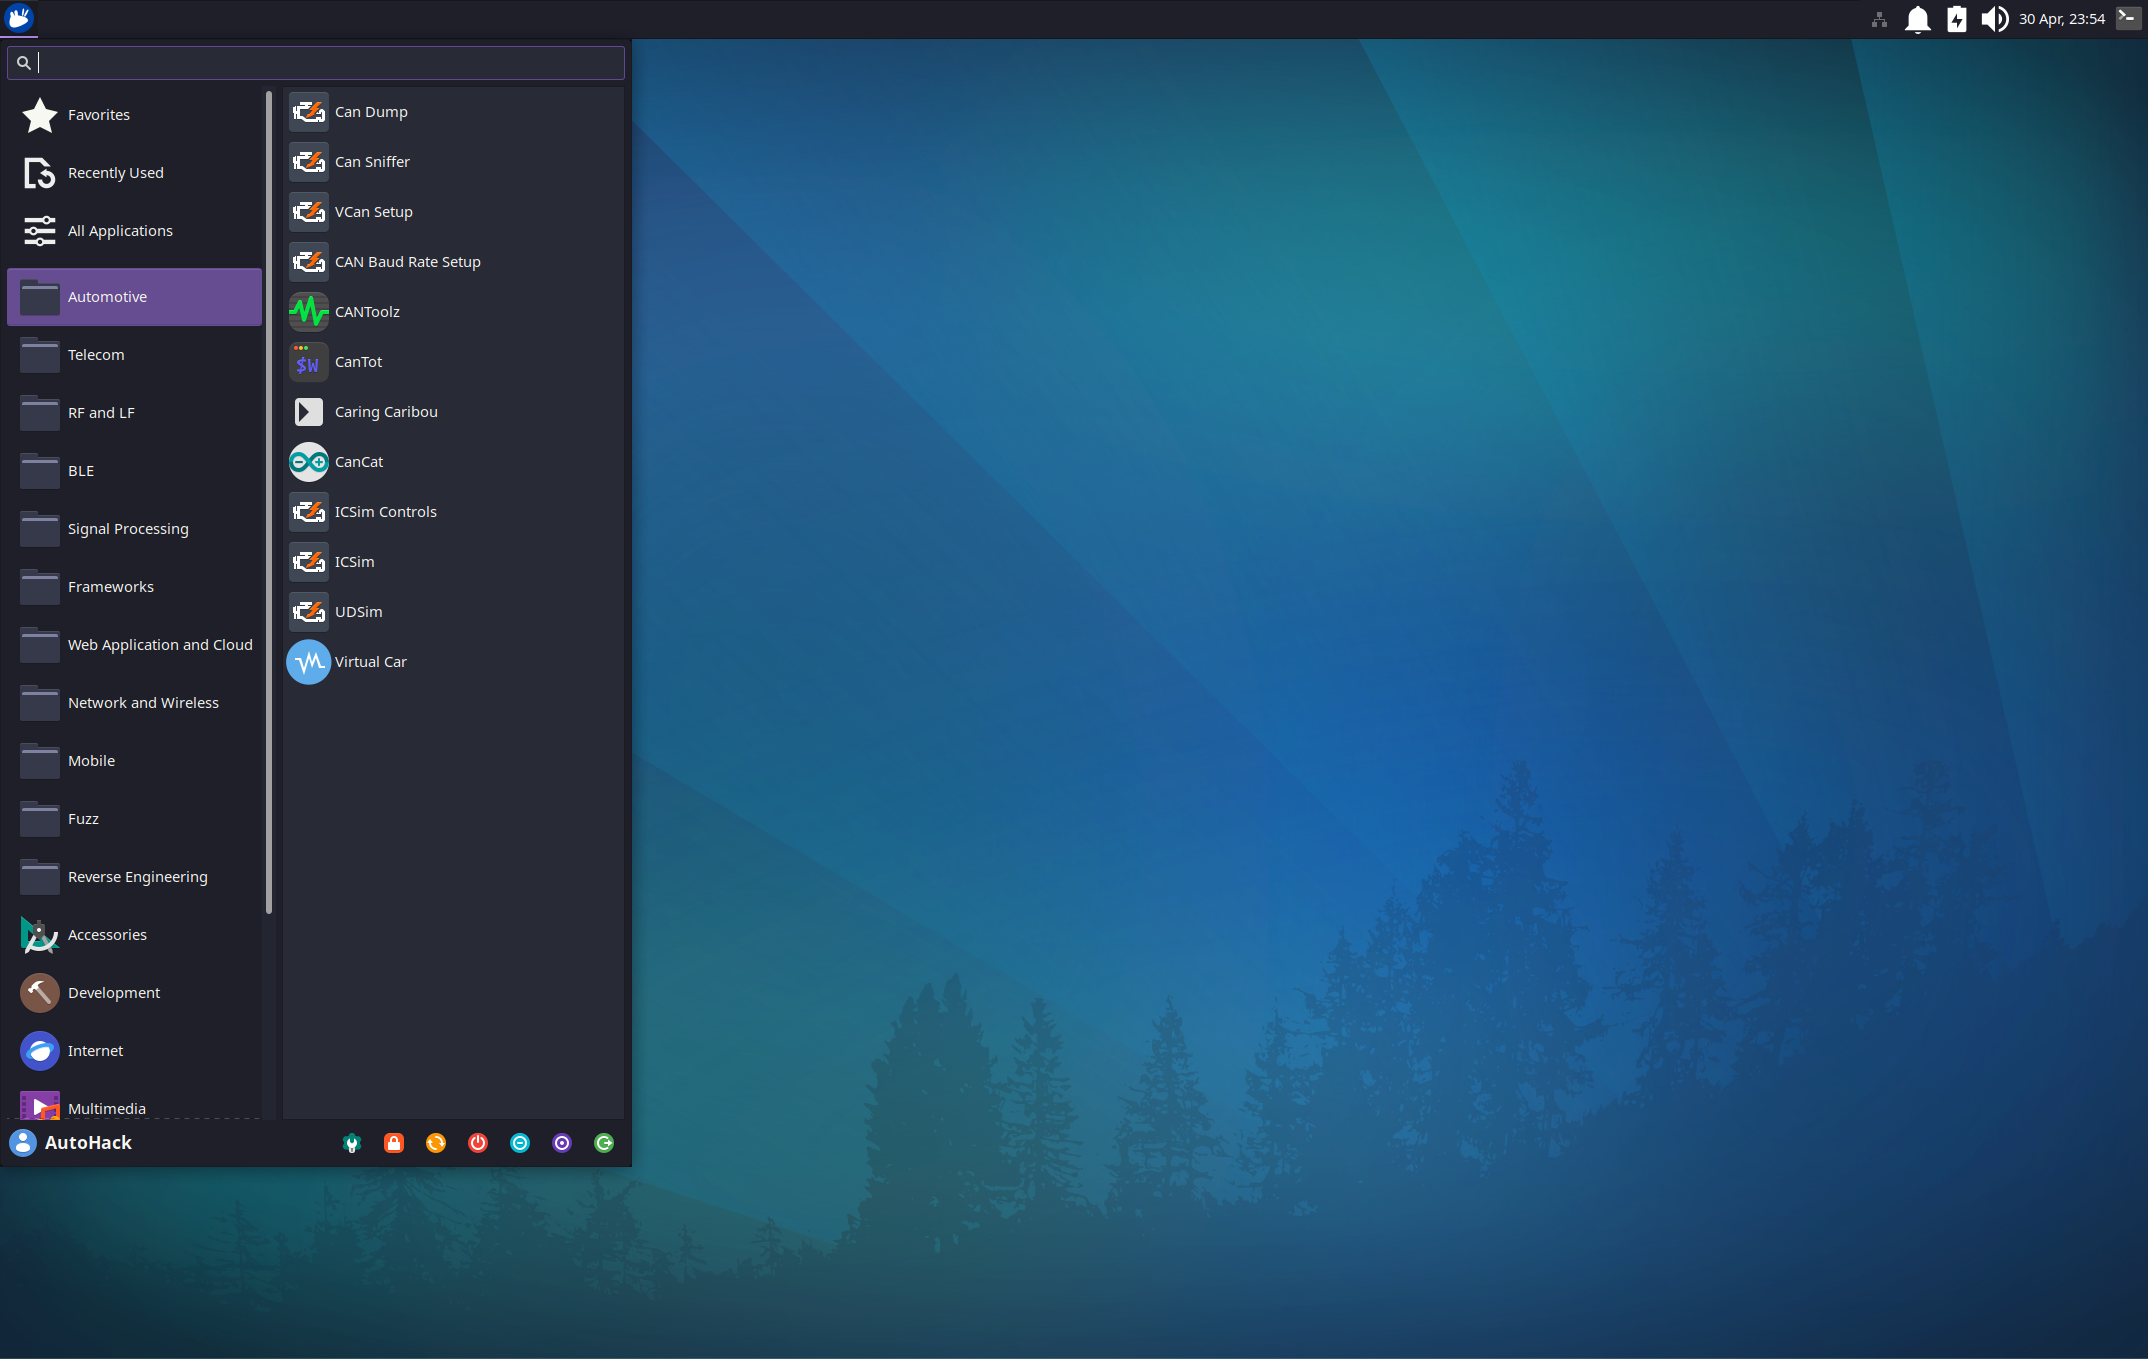 30 Apr, 23:54
Favorites
Recently Used
All Applications
Automotive
Telecom
RF and LF
BLE
Signal Processing
Frameworks
Web Application and Cloud
Network and Wireless
Mobile
Fuzz
Reverse Engineering
Accessories
Development
Internet
Multimedia
Can Dump
Can Sniffer
VCan Setup
CAN Baud Rate Setup
CANToolz
$W
CanTot
Caring Caribou
CanCat
ICSim Controls
ICSim
UDSim
Virtual Car
AutoHack